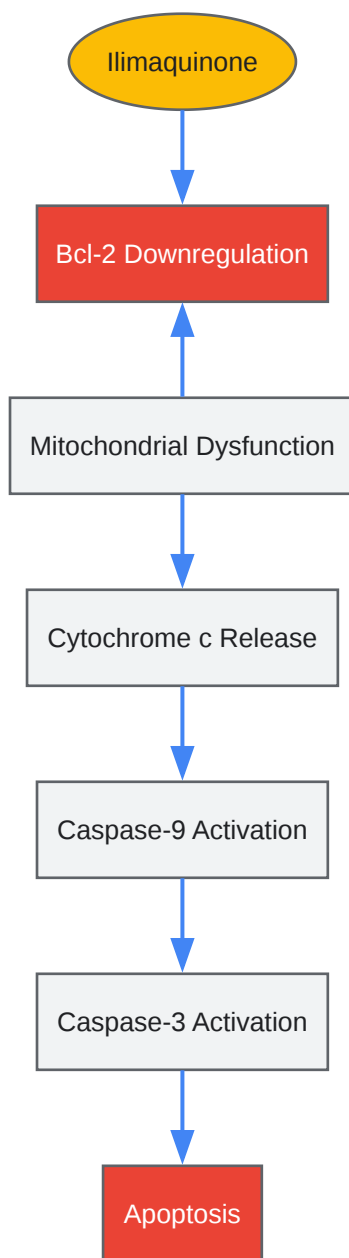 Ilimaquinone
Bcl-2 Downregulation
Mitochondrial Dysfunction
Cytochrome c Release
Caspase-9 Activation
Caspase-3 Activation
Apoptosis